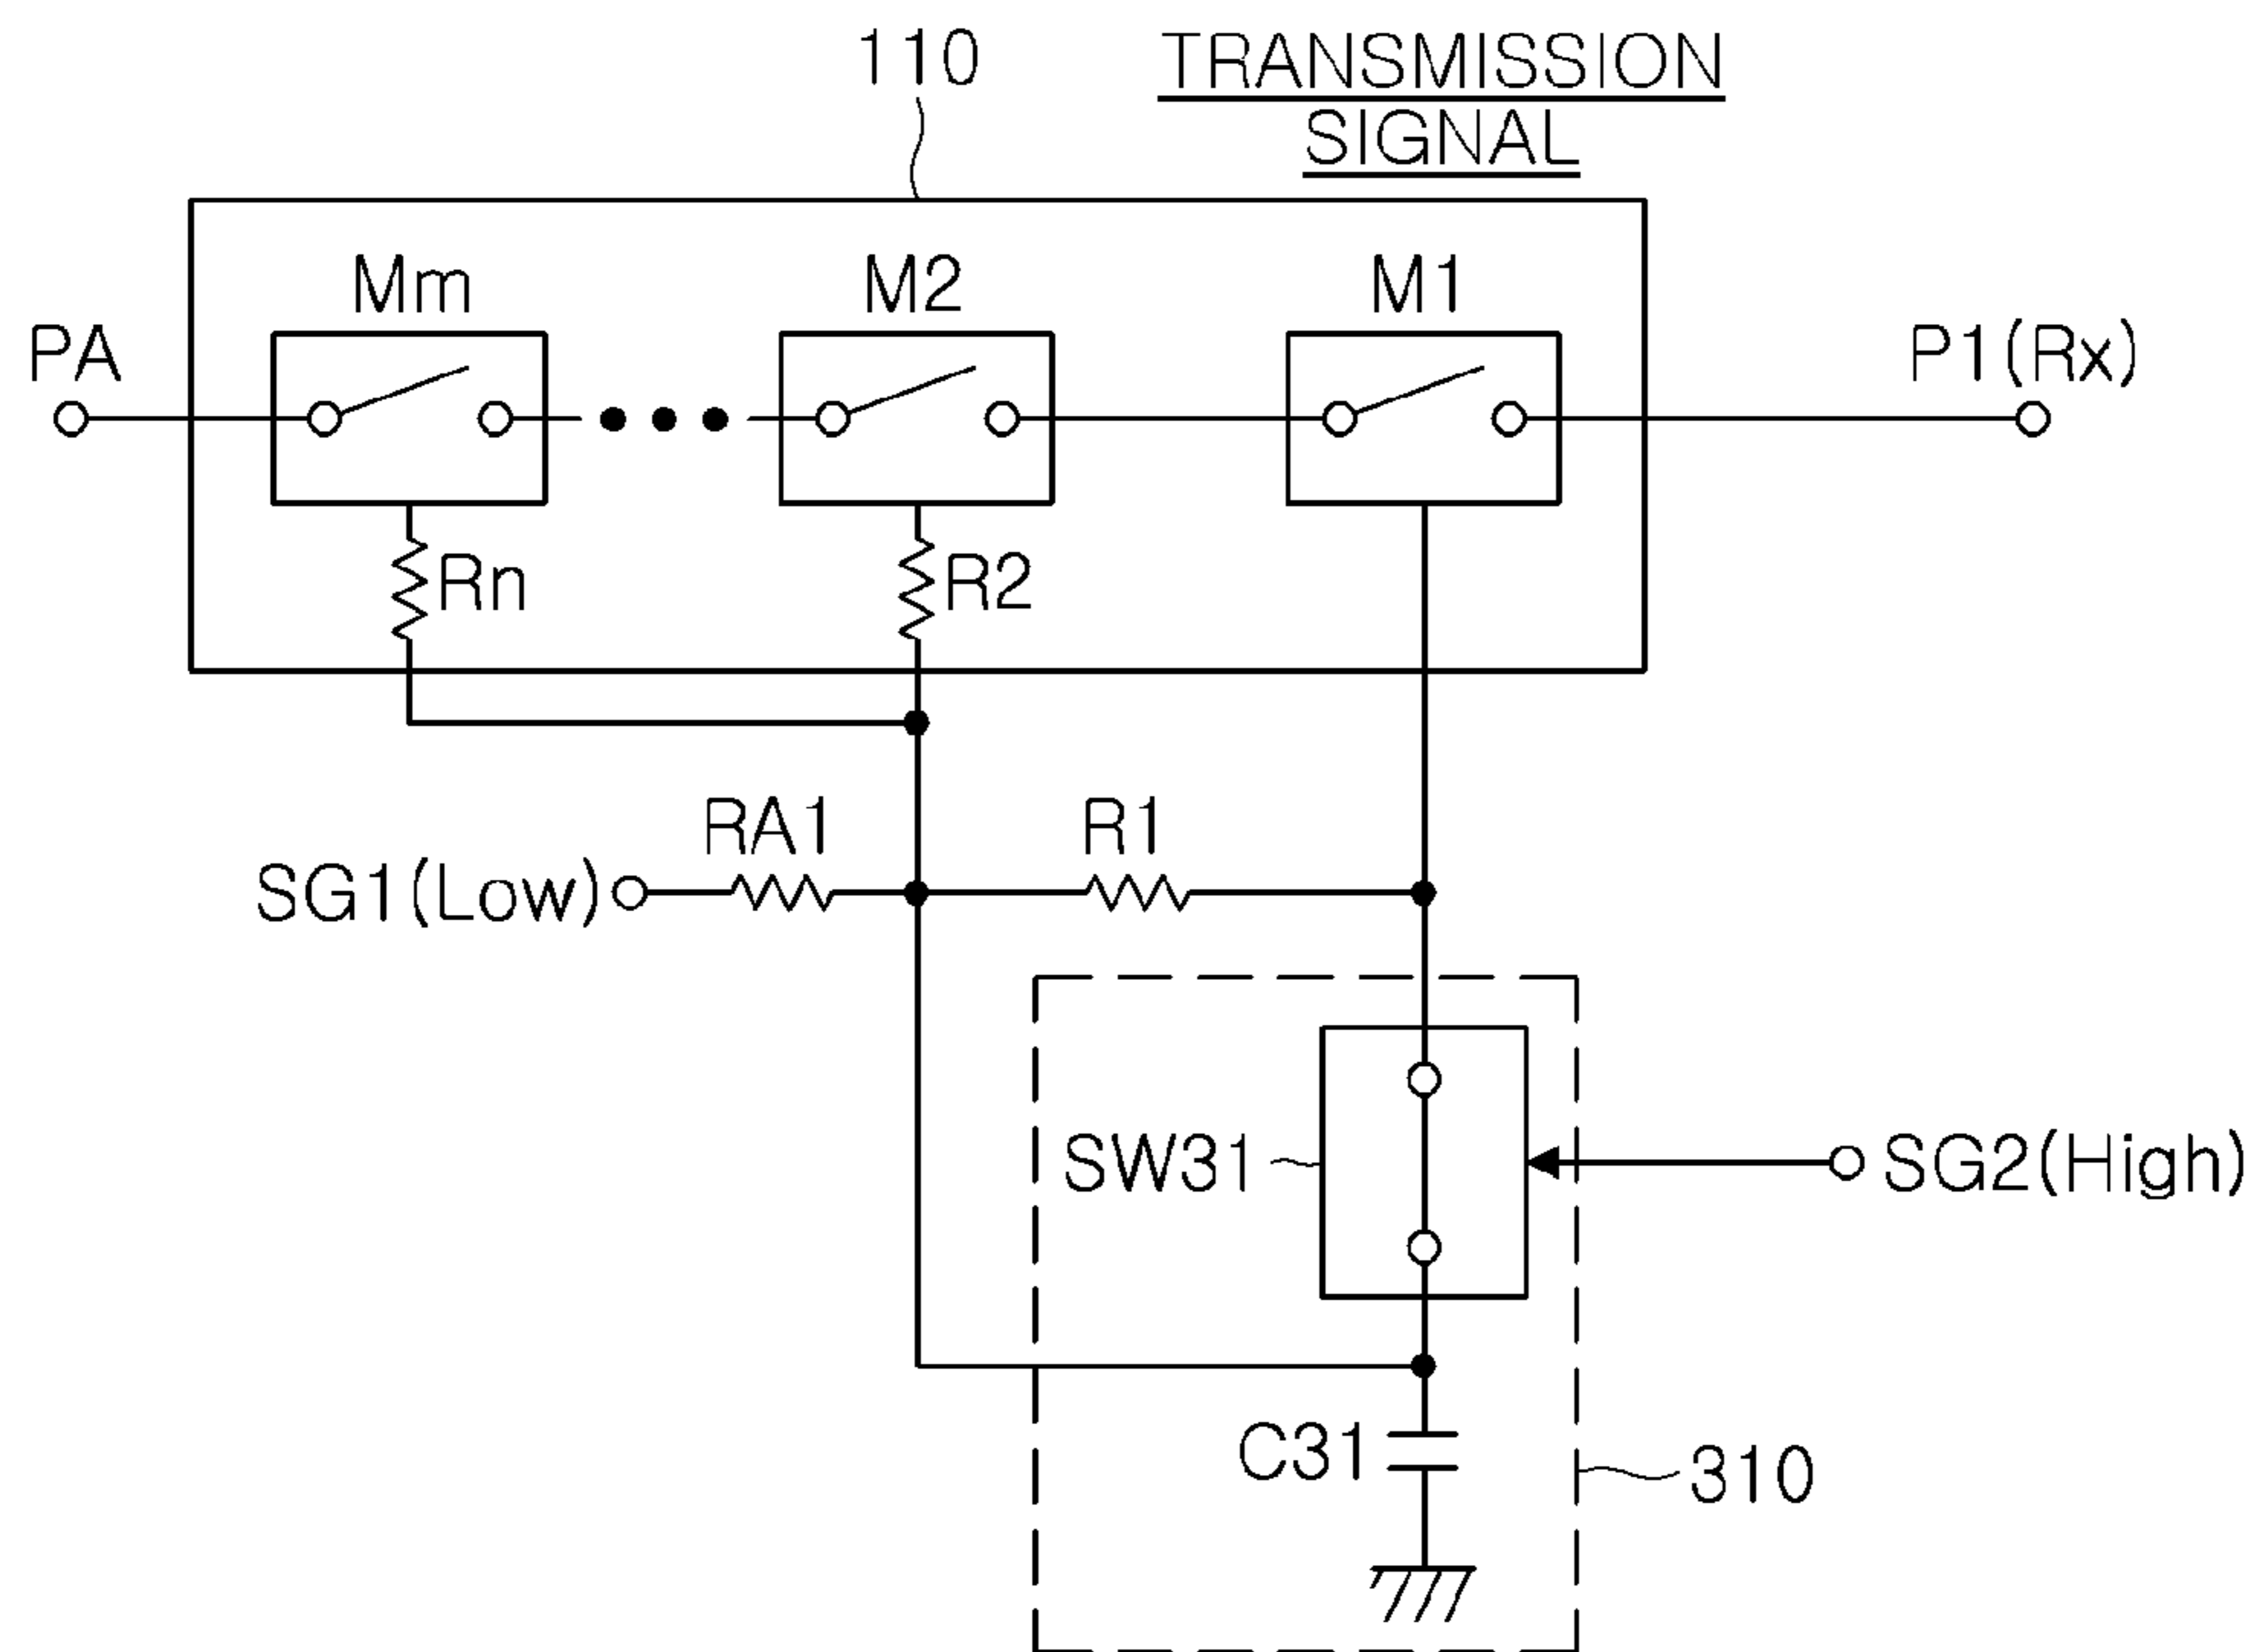 110
TRANSMISSION
SIGNAL
Mm
M2
M1
PA
P1(Rx)
Rn
R2
RA1
R1
SG1(Low)
SW31
SG2(High)
C31
310